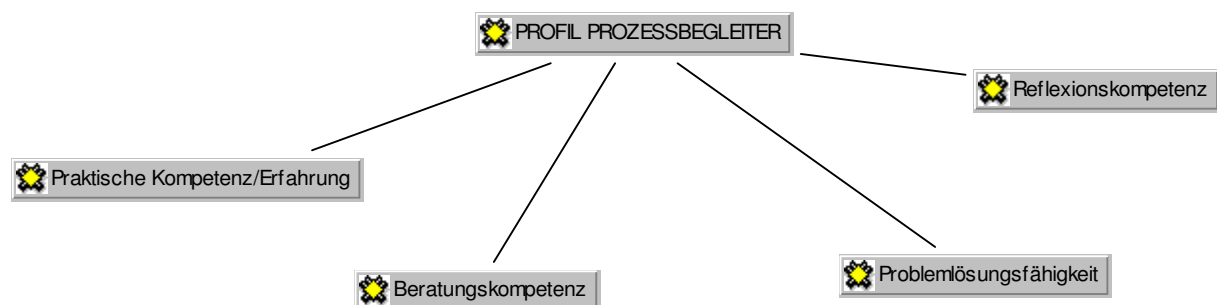 PROFIL PROZESSBEGLEITER
Reflexionskompetenz
Praktische Kompetenz/Erfahrung
Problemlösungsfähigkeit
Beratungskompetenz